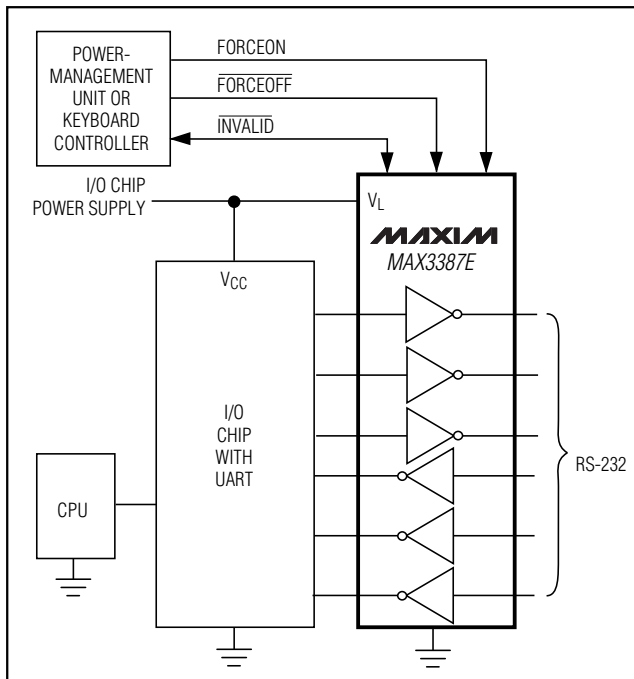 POWER-
MANAGEMENT
UNIT OR
KEYBOARD
CONTROLLER
FORCEON
FORCEOFF
INVALID
I/O CHIP
POWER SUPPLY
VL
MAXIM
MAX3387E
VCC
I/O
CHIP
WITH
UART
CPU
RS-232